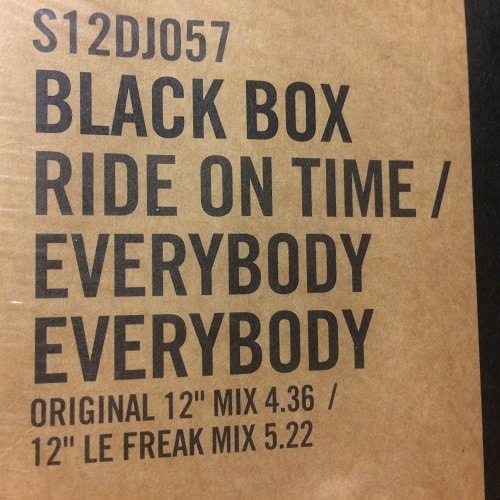 S12DJ057
BLACK BOX
RIDE ON TIME /
EVERYBODY
EVERYBODY
ORIGINAL 12" MIX 4.36 /
12" LE FREAK MIX 5.22